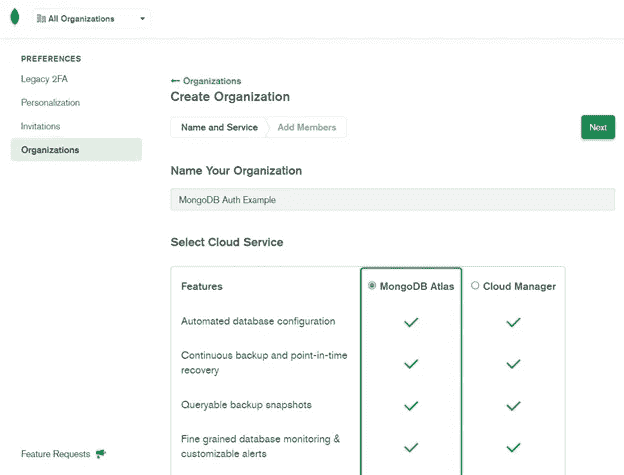 All Organizations
PREFERENCES
Legacy 2FA
Personalization
Invitations
Organizations
Feature Requests
Organizations
Create Organization
Name and Service
Add Members
Next
Name Your Organization
MongoDB Auth Example
Select Cloud Service
Features
MongoDB Atlas
Cloud Manager
Automated database configuration
Continuous backup and point-in-time
recovery
Queryable backup snapshots
Fine grained database monitoring &
customizable alerts